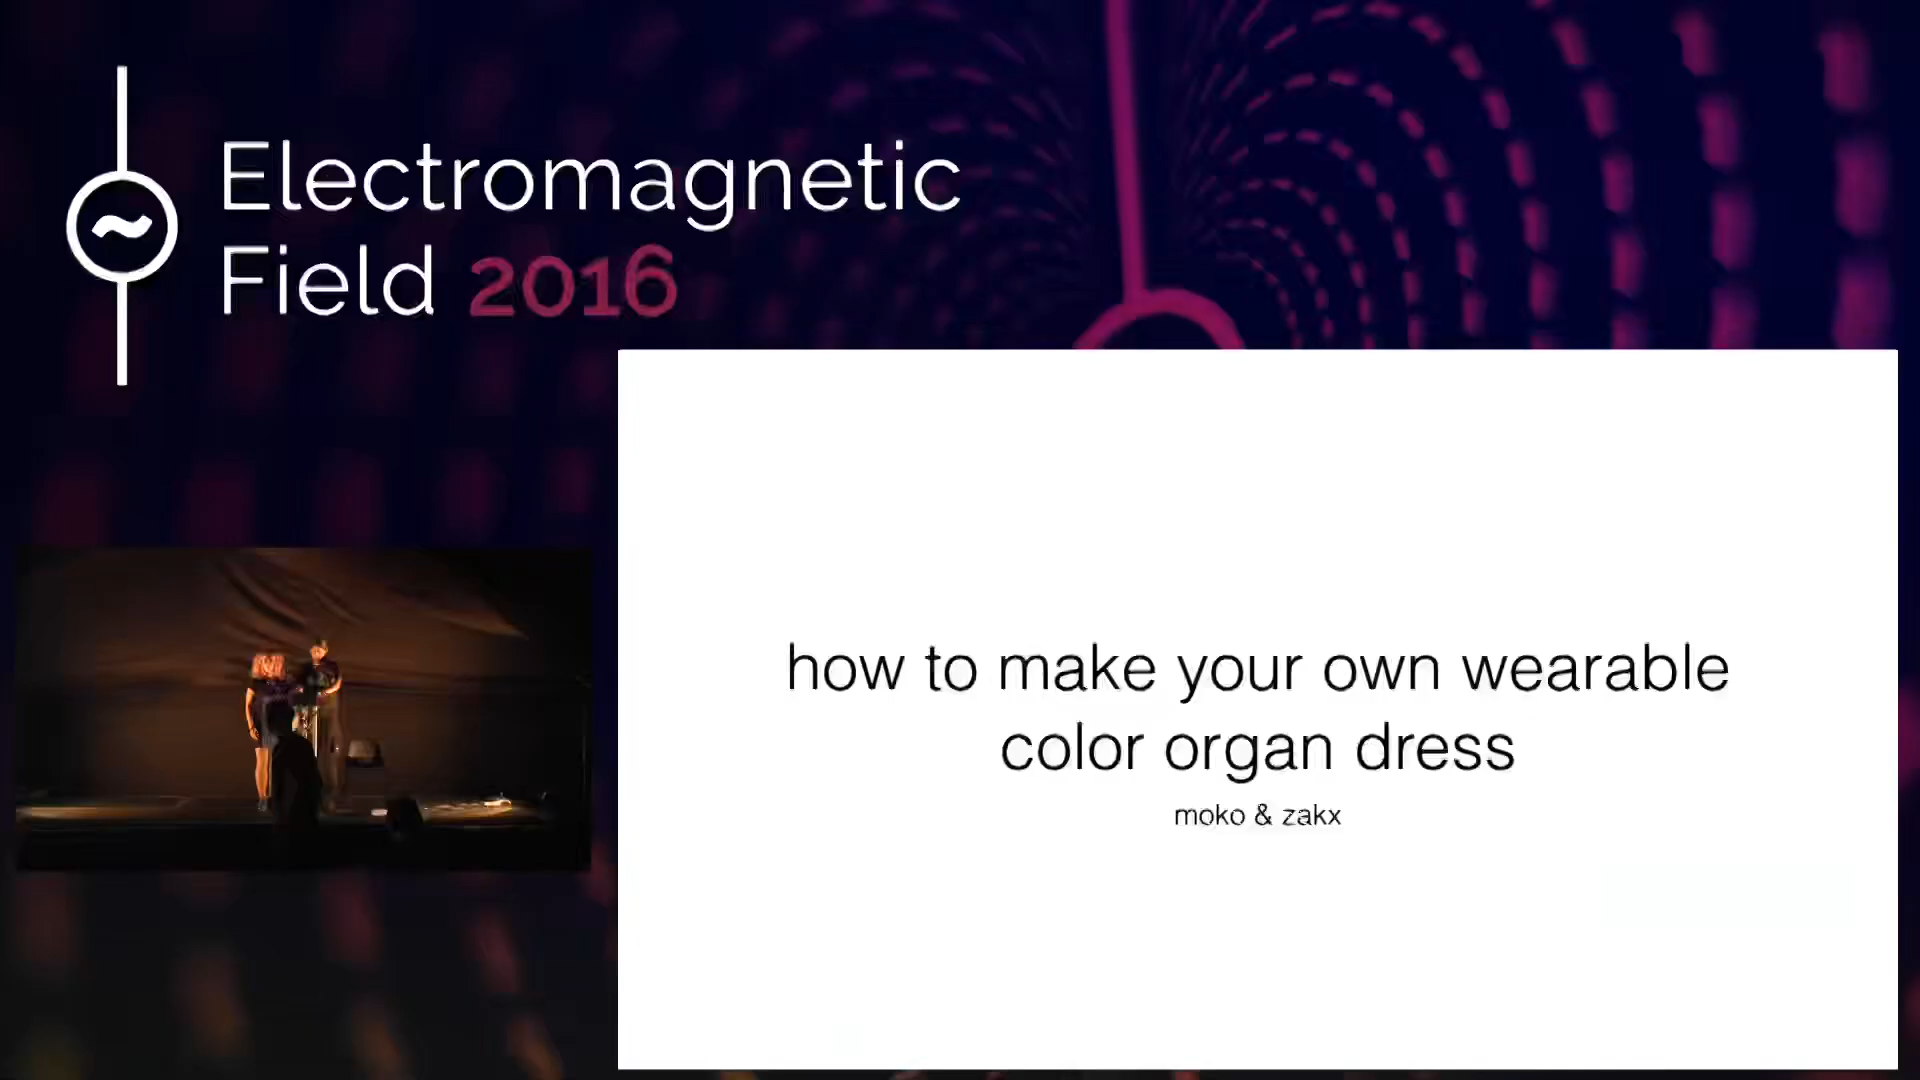 Electromagnetic
Field 2016
how to make your own wearable
color organ dress
moko & zakx